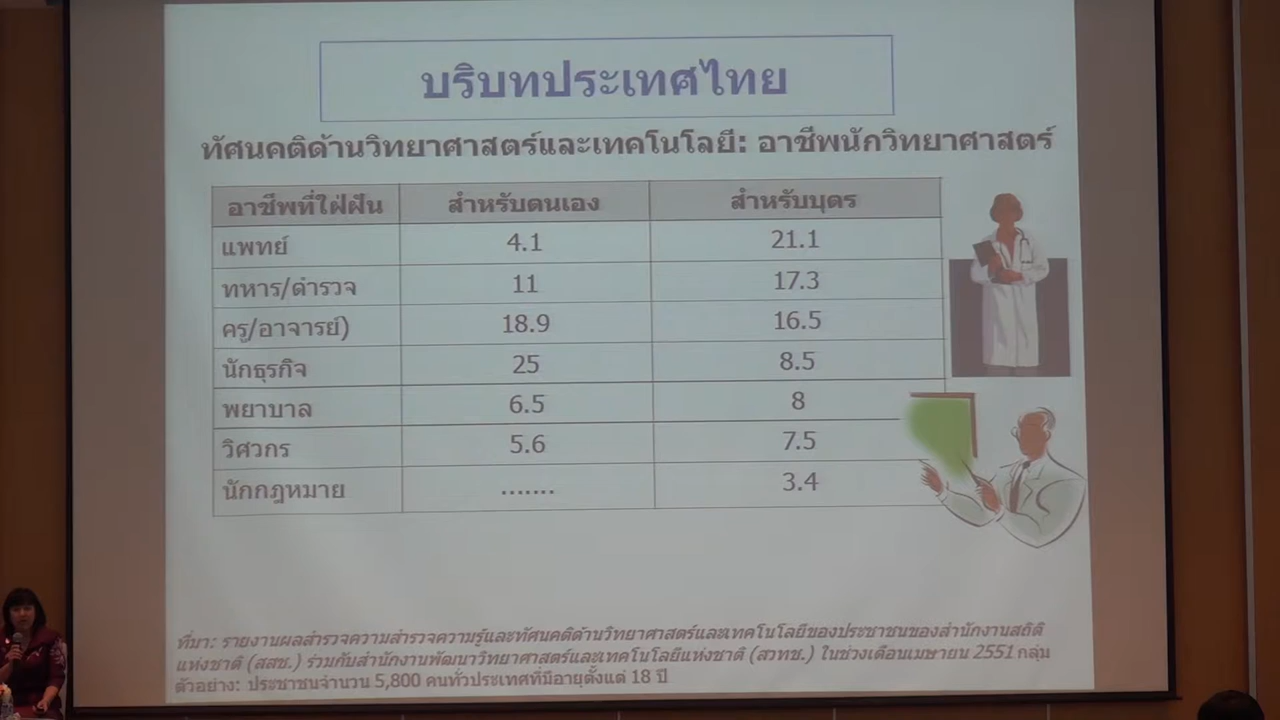 บริบทประเทศไทย
ทัศนคติด้านวิทยาศาสตร์และเทคโนโลยี: อาชีพนักวิทยาศาสตร์
อาชีพที่ใฝ่ฝัน สำหรับตนเอง สำหรับบุตร
แพทย์ 4.1 21.1
ทหาร/ตำรวจ 11 17.3
ครู/อาจารย์) 18.9 16.5
นักธุรกิจ 25 8.5
พยาบาล 6.5 8
วิศวกร 5.6 7.5
นักกฎหมาย ....... 3.4
ที่มา: รายงานผลสำรวจความสำรวจความรู้และทัศนคติด้านวิทยาศาสตร์และเทคโนโลยีของประชาชนของสำนักงานสถิติ
แห่งชาติ (สสช.) ร่วมกับสำนักงานพัฒนาวิทยาศาสตร์และเทคโนโลยีแห่งชาติ (สวทช.) ในช่วงเดือนเมษายน 2551 กลุ่ม
ตัวอย่าง: ประชาชนจำนวน 5,800 คนทั่วประเทศที่มีอายุตั้งแต่ 18 ปี